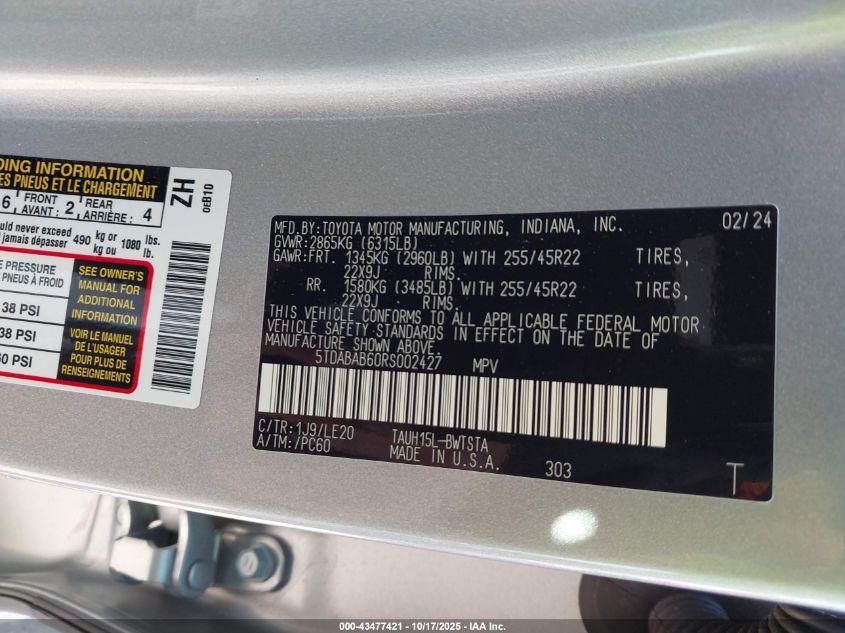 DING INFORMATION
ES PNEUS ET LE CHARGEMENT
6 FRONT AVANT : 2 REAR ARRIÈRE : 4
ould never exceed 490 kg or 1080 lbs.
jamais dépasser kg ou lb.
E PRESSURE
PNEUS À FROID
38 PSI
38 PSI
60 PSI
SEE OWNER'S
MANUAL FOR
ADDITIONAL
INFORMATION
VOIR LE MANUEL
DE L'USAGER
POUR PLUS DE
RENSEIGNEMENTS
ZH
0EB10
MFD.BY:TOYOTA MOTOR MANUFACTURING, INDIANA, INC. 02/24
GVWR:2865KG (6315LB)
GAWR:FRT. 1345KG (2960LB) WITH 255/45R22 TIRES,
22X9J RIMS.
RR. 1580KG (3485LB) WITH 255/45R22 TIRES,
22X9J RIMS.
THIS VEHICLE CONFORMS TO ALL APPLICABLE FEDERAL MOTOR
VEHICLE SAFETY STANDARDS IN EFFECT ON THE DATE OF
MANUFACTURE SHOWN ABOVE.
5TDABAB60RS002427 MPV
C/TR:1J9/LE20 TAUH15L-BWTSTA
A/TM:/PC60 MADE IN U.S.A. 303
T
000-43477421 - 10/17/2025 - IAA Inc.